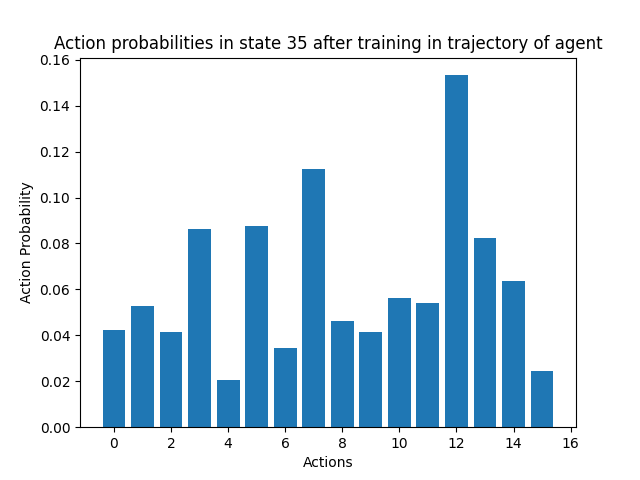 Action probabilities in state 35 after training in trajectory of agent
0.16
0.14
0.12
0.10
0.08
0.06
0.04
0.02
0.00
Action Probability
0 2 4 6 8 10 12 14 16
Actions